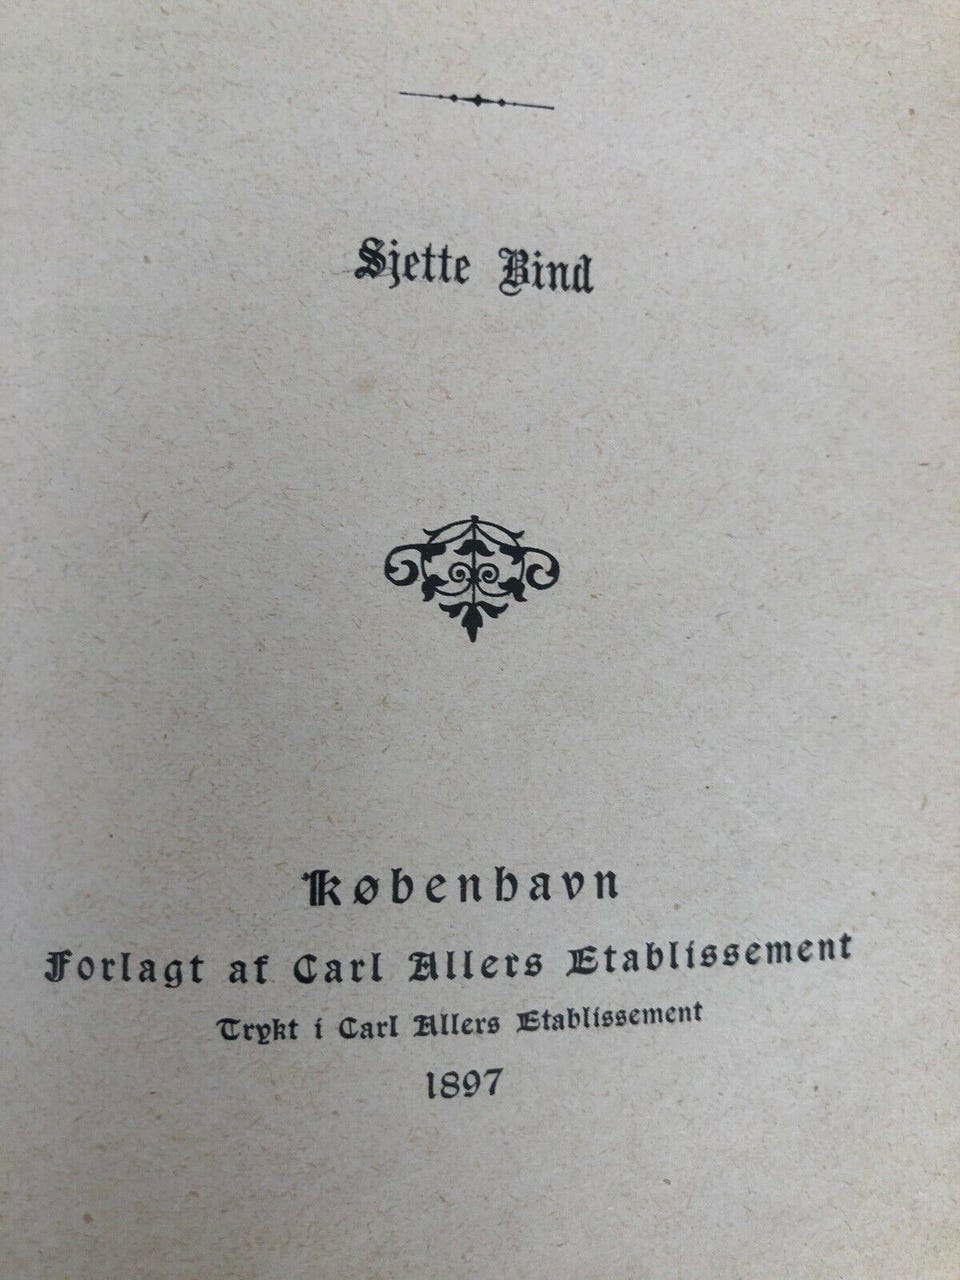 Sjette Bind
København
Forlagt af Carl Allers Etablissement
Trykt i Carl Allers Etablissement
1897